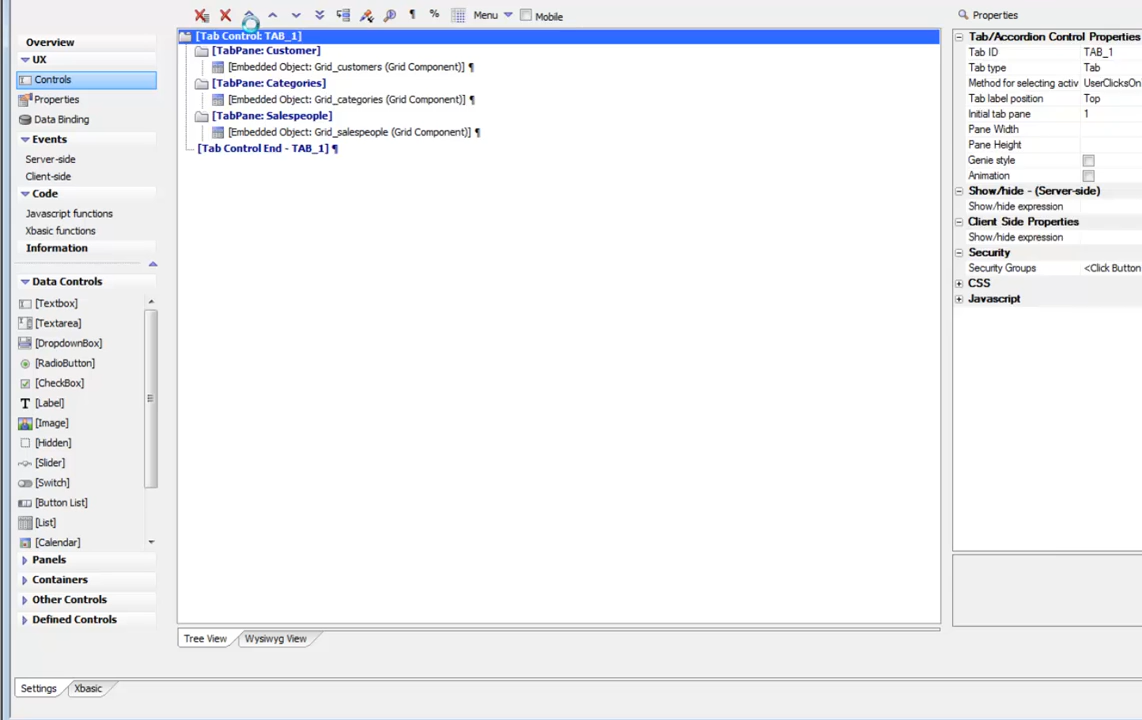 ¶ % Menu Mobile
Overview
UX
Controls
Properties
Data Binding
Events
Server-side
Client-side
Code
Javascript functions
Xbasic functions
Information
Data Controls
[Textbox]
[Textarea]
[DropdownBox]
[RadioButton]
[CheckBox]
T [Label]
[Image]
[Hidden]
[Slider]
[Switch]
[Button List]
[List]
[Calendar]
Panels
Containers
Other Controls
Defined Controls
[Tab Control: TAB_1]
[TabPane: Customer]
[Embedded Object: Grid_customers (Grid Component)] ¶
[TabPane: Categories]
[Embedded Object: Grid_categories (Grid Component)] ¶
[TabPane: Salespeople]
[Embedded Object: Grid_salespeople (Grid Component)] ¶
[Tab Control End - TAB_1] ¶
Tree View Wysiwyg View
Settings Xbasic
Properties
Tab/Accordion Control Properties
Tab ID TAB_1
Tab type Tab
Method for selecting activ UserClicksOn
Tab label position Top
Initial tab pane 1
Pane Width
Pane Height
Genie style
Animation
Show/hide - (Server-side)
Show/hide expression
Client Side Properties
Show/hide expression
Security
Security Groups <Click Button
CSS
Javascript